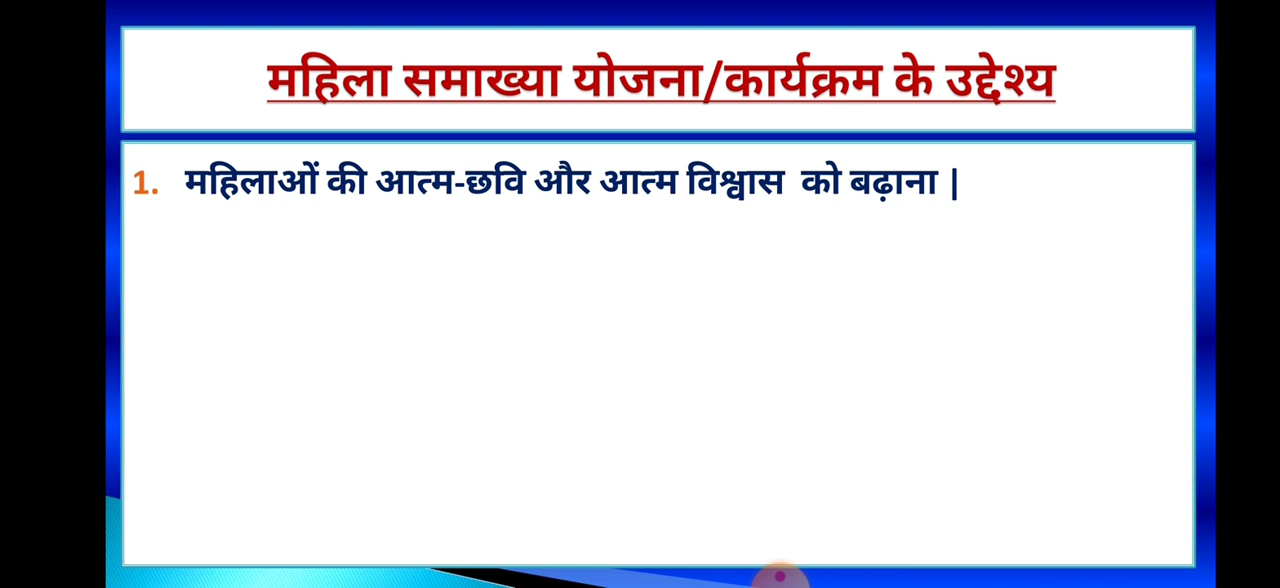 महिला समाख्या योजना/कार्यक्रम के उद्देश्य
1. महिलाओं की आत्म-छवि और आत्म विश्वास को बढ़ाना |